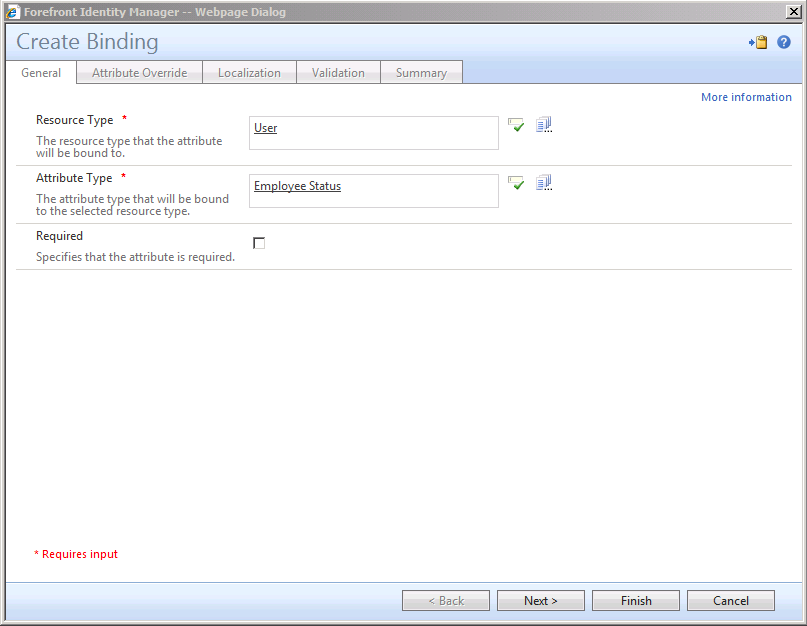 Forefront Identity Manager -- Webpage Dialog
Create Binding
General
Attribute Override
Localization
Validation
Summary
More information
Resource Type *
The resource type that the attribute
will be bound to.
User
Attribute Type *
The attribute type that will be bound
to the selected resource type.
Employee Status
Required
Specifies that the attribute is required.
* Requires input
< Back
Next >
Finish
Cancel